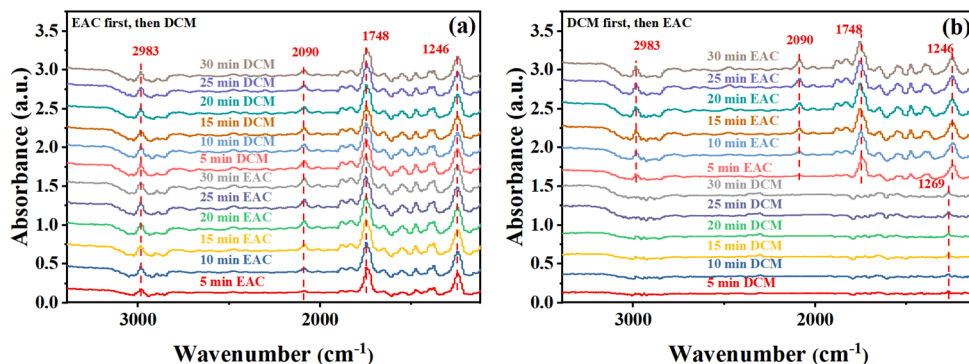 EAC first, then DCM
(a)
3.5
3.0
2.5
2.0
1.5
1.0
0.5
0.0
Absorbance (a.u.)
2983
2090
1748
1246
30 min DCM
25 min DCM
20 min DCM
15 min DCM
10 min DCM
5 min DCM
30 min EAC
25 min EAC
20 min EAC
15 min EAC
10 min EAC
5 min EAC
3000
2000
Wavenumber (cm⁻¹)
DCM first, then EAC
(b)
3.5
3.0
2.5
2.0
1.5
1.0
0.5
0.0
Absorbance (a.u.)
2983
2090
1748
1246
30 min EAC
25 min EAC
20 min EAC
15 min EAC
10 min EAC
5 min EAC
1269
30 min DCM
25 min DCM
20 min DCM
15 min DCM
10 min DCM
5 min DCM
3000
2000
Wavenumber (cm⁻¹)